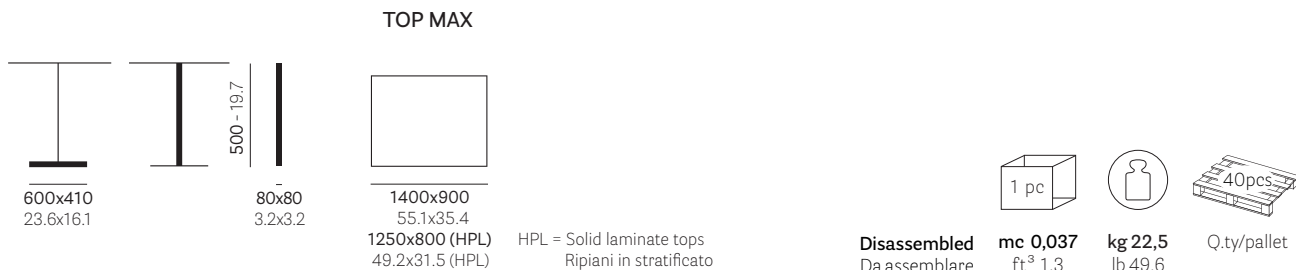 TOP MAX
500 - 19.7
600x410
23.6x16.1
80x80
3.2x3.2
1400x900
55.1x35.4
1250x800 (HPL)
49.2x31.5 (HPL)
HPL = Solid laminate tops
Ripiani in stratificato
1 pc
40pcs
Disassembled
Da assemblare
mc 0,037
ft³ 1.3
kg 22,5
lb 49.6
Q.ty/pallet